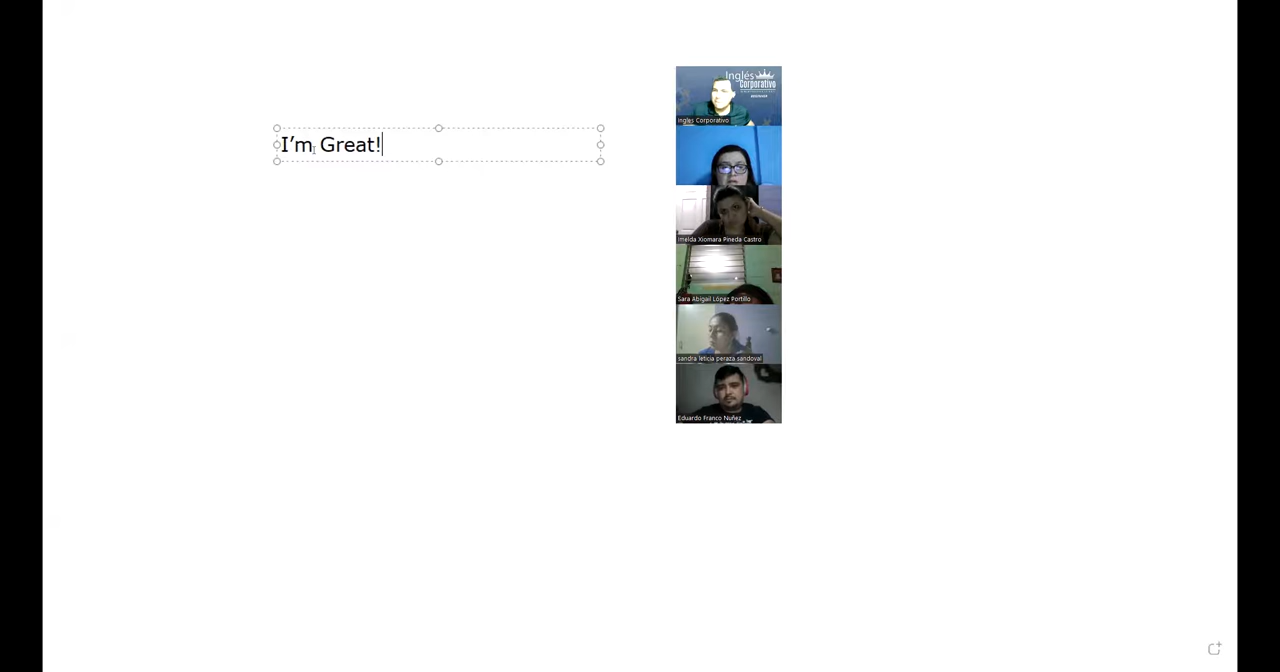 I'm Great!
Inglés
Corporativo
Ingles Corporativo
Imelda Xiomara Pineda Castro
Sara Abigail López Portillo
sandra leticia peraza sandoval
Eduardo Franco Nuñez